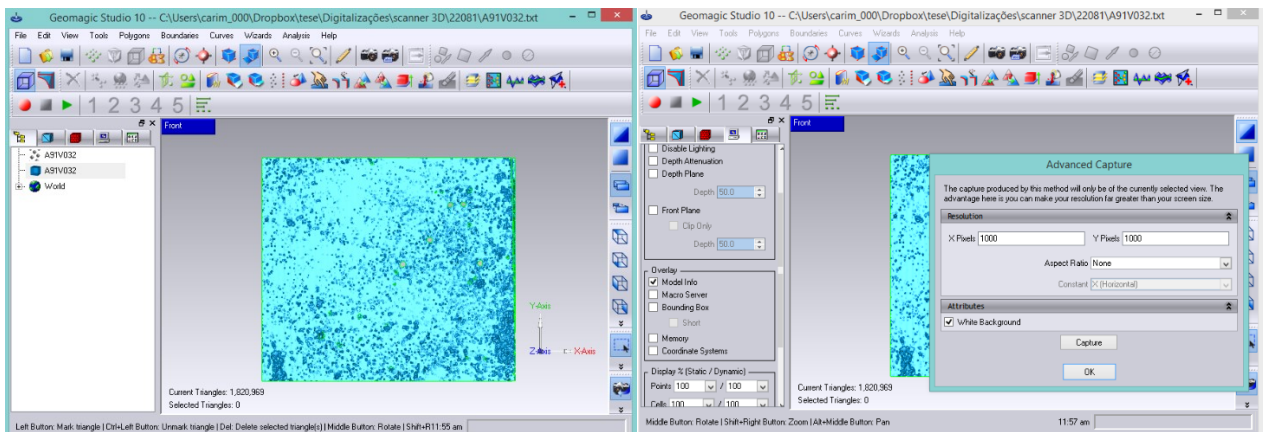 Geomagic Studio 10 -- C:\Users\carim_000\Dropbox\tese\Digitalizações\scanner 3D\22081\A91V032.txt
File Edit View Tools Polygons Boundaries Curves Wizards Analysis Help
1 2 3 4 5
Front
A91V032
A91V032
World
Y-Axis
Z-Axis X-Axis
Current Triangles: 1,820,969
Selected Triangles: 0
Left Button: Mark triangle | Ctrl+Left Button: Unmark triangle | Del: Delete selected triangle(s) | Middle Button: Rotate | Shift+R 11:55 am
Geomagic Studio 10 -- C:\Users\carim_000\Dropbox\tese\Digitalizações\scanner 3D\22081\A91V032.txt
File Edit View Tools Polygons Boundaries Curves Wizards Analysis Help
1 2 3 4 5
Front
Disable Lighting
Depth Attenuation
Depth Plane
Depth 50.0
Front Plane
Clip Only
Depth 50.0
Overlay
Model Info
Macro Server
Bounding Box
Short
Memory
Coordinate Systems
Display % (Static / Dynamic)
Points 100 / 100
Cells 100 / 100
Advanced Capture
The capture produced by this method will only be of the currently selected view. The
advantage here is you can make your resolution far greater than your screen size.
Resolution
X Pixels 1000 Y Pixels 1000
Aspect Ratio None
Constant X (Horizontal)
Attributes
White Background
Capture
OK
Current Triangles: 1,820,969
Selected Triangles: 0
Middle Button: Rotate | Shift+Right Button: Zoom | Alt+Middle Button: Pan 11:57 am